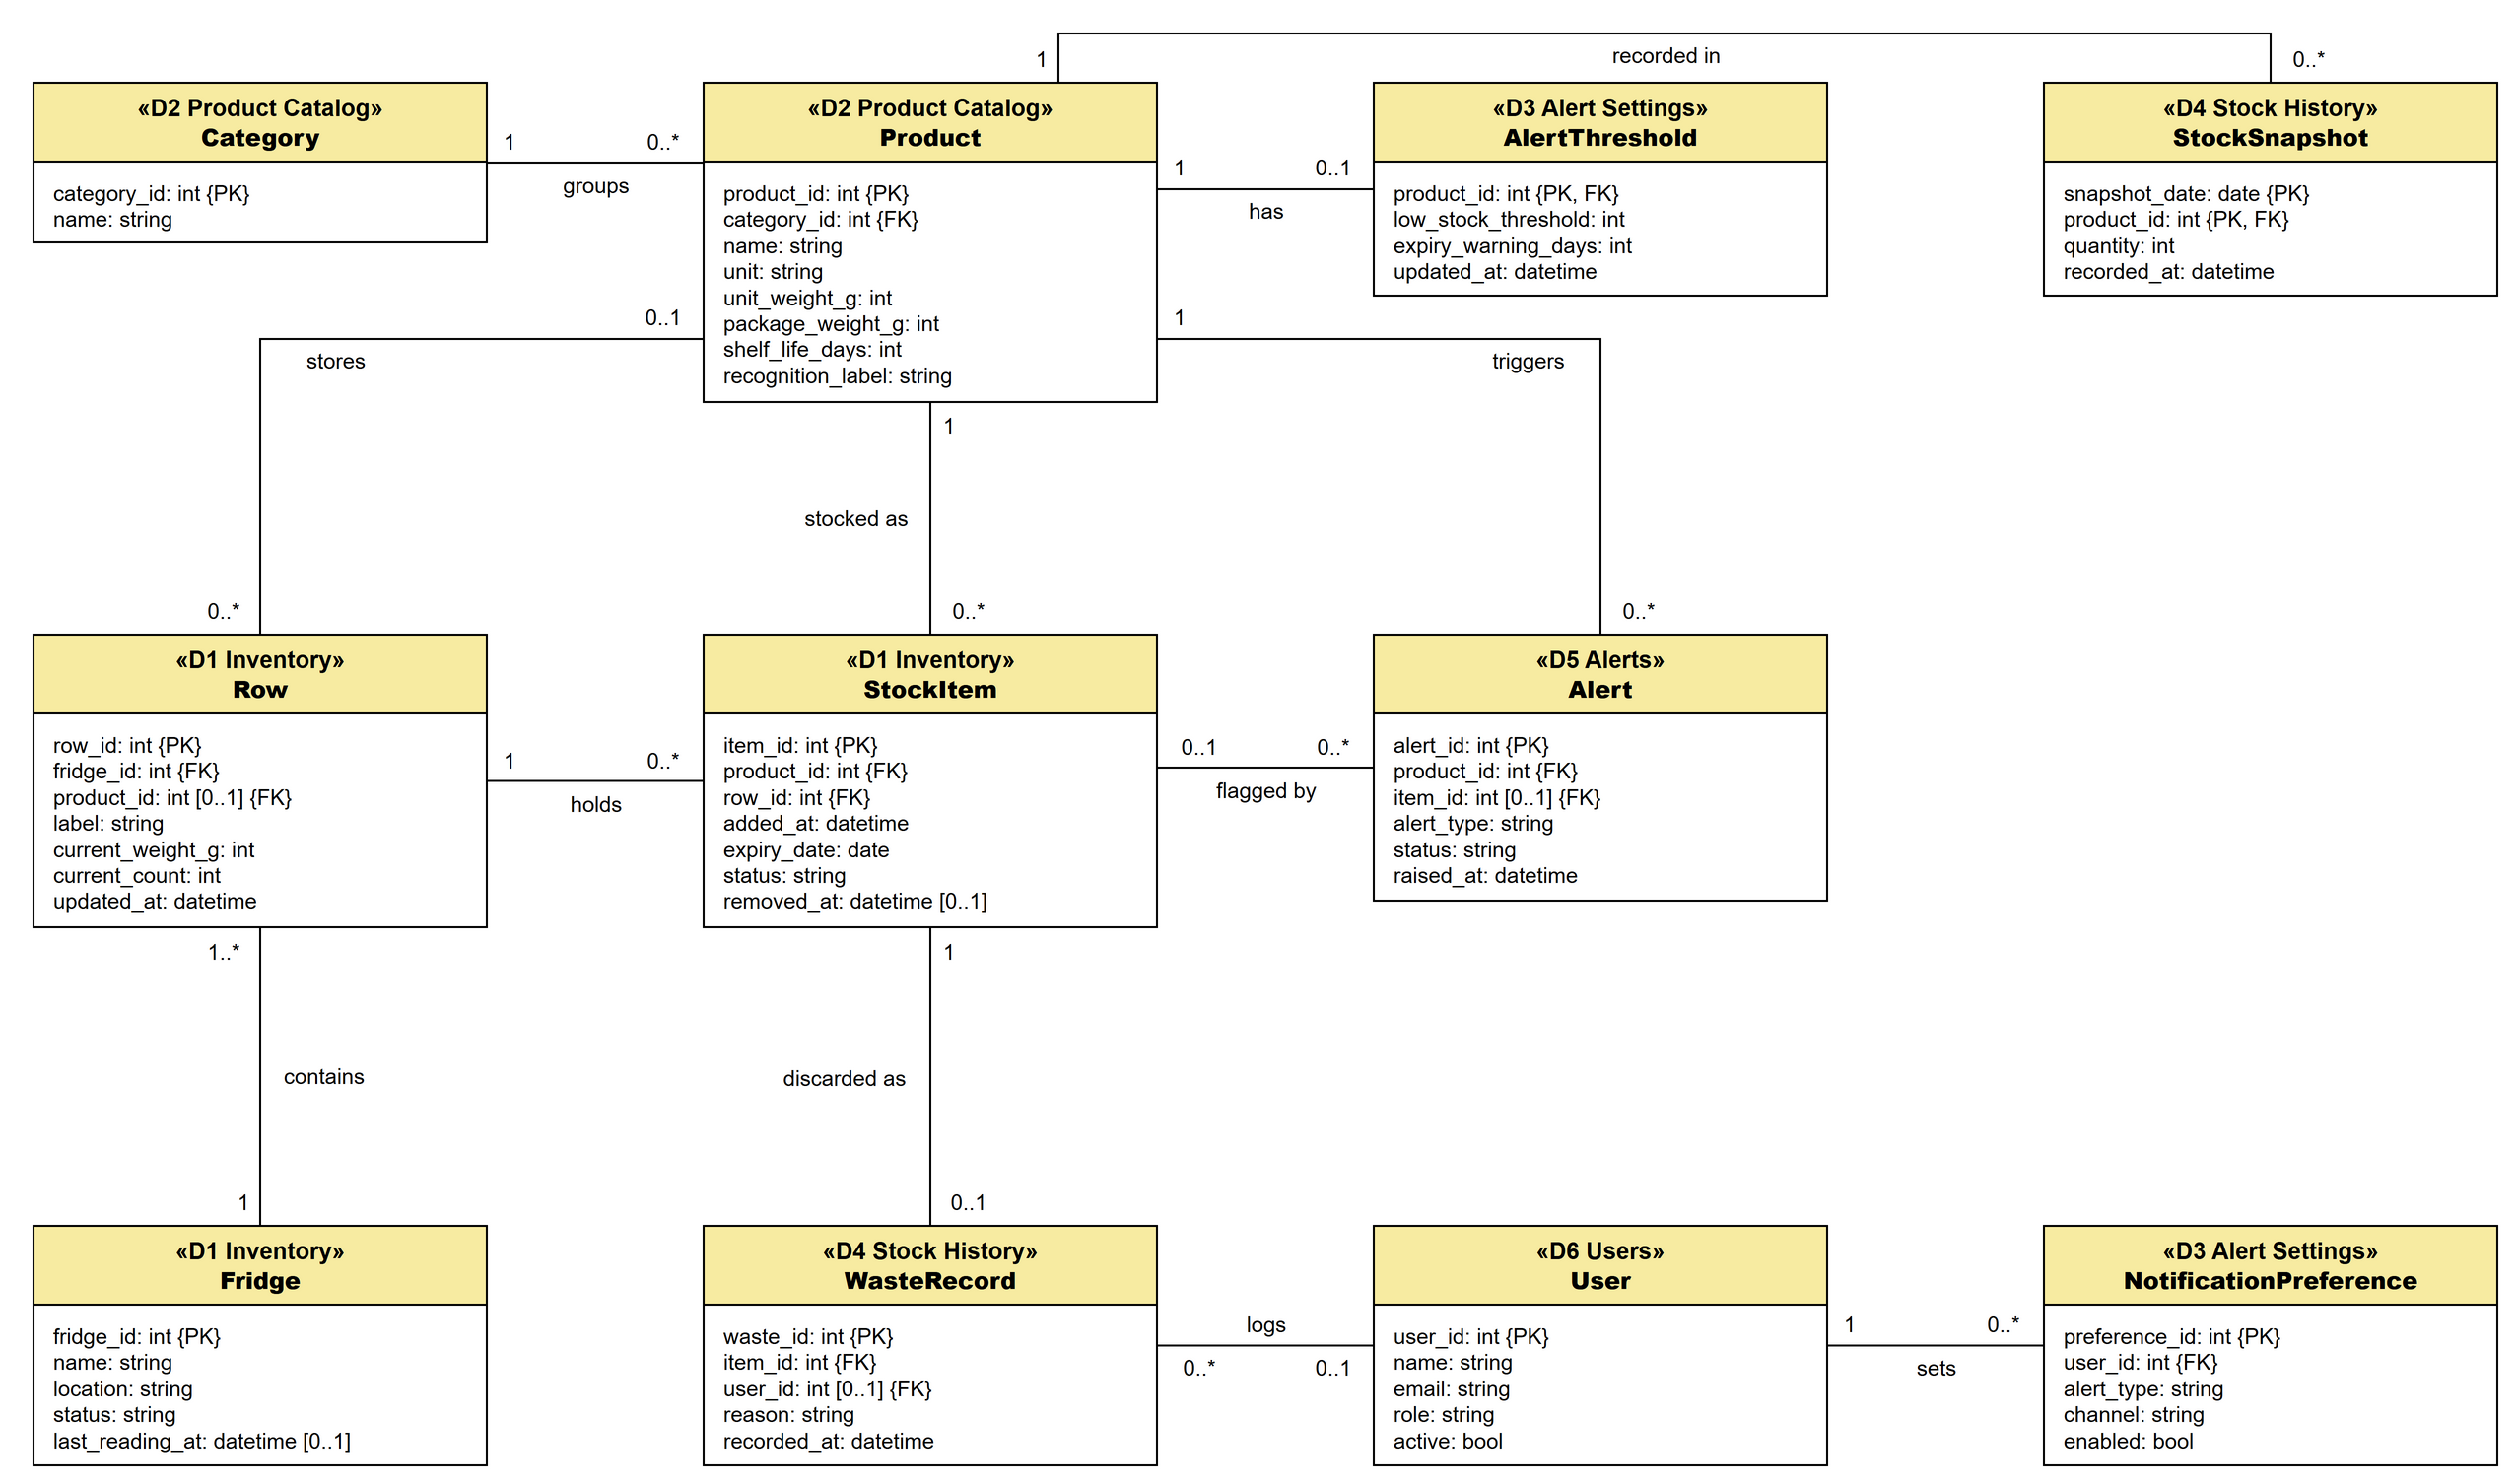 1
recorded in
0..*
«D2 Product Catalog»
Category
category_id: int {PK}
name: string
1
0..*
groups
«D2 Product Catalog»
Product
product_id: int {PK}
category_id: int {FK}
name: string
unit: string
unit_weight_g: int
package_weight_g: int
shelf_life_days: int
recognition_label: string
1
0..1
has
«D3 Alert Settings»
AlertThreshold
product_id: int {PK, FK}
low_stock_threshold: int
expiry_warning_days: int
updated_at: datetime
«D4 Stock History»
StockSnapshot
snapshot_date: date {PK}
product_id: int {PK, FK}
quantity: int
recorded_at: datetime
0..1
stores
0..*
1
triggers
0..*
1
stocked as
0..*
«D1 Inventory»
Row
row_id: int {PK}
fridge_id: int {FK}
product_id: int [0..1] {FK}
label: string
current_weight_g: int
current_count: int
updated_at: datetime
1
0..*
holds
«D1 Inventory»
StockItem
item_id: int {PK}
product_id: int {FK}
row_id: int {FK}
added_at: datetime
expiry_date: date
status: string
removed_at: datetime [0..1]
0..1
0..*
flagged by
«D5 Alerts»
Alert
alert_id: int {PK}
product_id: int {FK}
item_id: int [0..1] {FK}
alert_type: string
status: string
raised_at: datetime
1..*
contains
1
1
discarded as
0..1
«D1 Inventory»
Fridge
fridge_id: int {PK}
name: string
location: string
status: string
last_reading_at: datetime [0..1]
«D4 Stock History»
WasteRecord
waste_id: int {PK}
item_id: int {FK}
user_id: int [0..1] {FK}
reason: string
recorded_at: datetime
logs
0..*
0..1
«D6 Users»
User
user_id: int {PK}
name: string
email: string
role: string
active: bool
1
0..*
sets
«D3 Alert Settings»
NotificationPreference
preference_id: int {PK}
user_id: int {FK}
alert_type: string
channel: string
enabled: bool